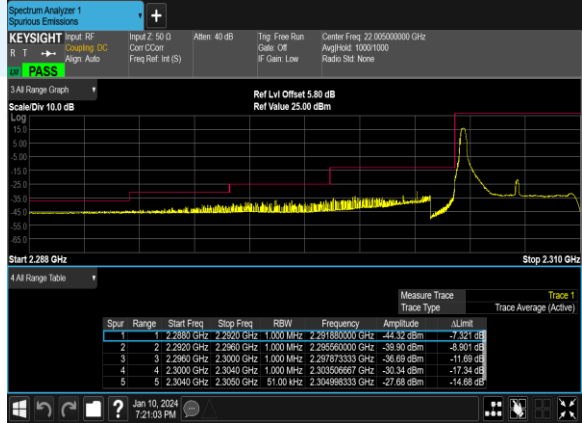 Spectrum Analyzer 1
Spurious Emissions
+
KEYSIGHT Input: RF Input Z: 50 Ω Atten: 40 dB Trig: Free Run Center Freq: 22.005000000 GHz
R T Coupling: DC Corr CCorr Gate: Off Avg|Hold: 1000/1000
Align: Auto Freq Ref: Int (S) IF Gain: Low Radio Std: None
PASS
3 All Range Graph
Ref Lvl Offset 5.80 dB
Scale/Div 10.0 dB Ref Value 25.00 dBm
Log
15.0
5.00
-5.00
-15.0
-25.0
-35.0
-45.0
-55.0
-65.0
Start 2.288 GHz Stop 2.310 GHz
4 All Range Table
Measure Trace Trace 1
Trace Type Trace Average (Active)
Spur Range Start Freq Stop Freq RBW Frequency Amplitude ΔLimit
1 1 2.2880 GHz 2.2920 GHz 1.000 MHz 2.291880000 GHz -44.32 dBm -7.321 dB
2 2 2.2920 GHz 2.2960 GHz 1.000 MHz 2.295560000 GHz -39.90 dBm -8.901 dB
3 3 2.2960 GHz 2.3000 GHz 1.000 MHz 2.297873333 GHz -36.69 dBm -11.69 dB
4 4 2.3000 GHz 2.3040 GHz 1.000 MHz 2.303506667 GHz -30.34 dBm -17.34 dB
5 5 2.3040 GHz 2.3050 GHz 51.00 kHz 2.304998333 GHz -27.68 dBm -14.68 dB
?
Jan 10, 2024
7:21:03 PM